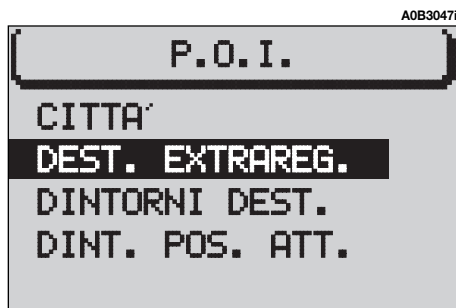 A0B3047i
P.O.I.
CITTA'
DEST. EXTRAREG.
DINTORNI DEST.
DINT. POS. ATT.